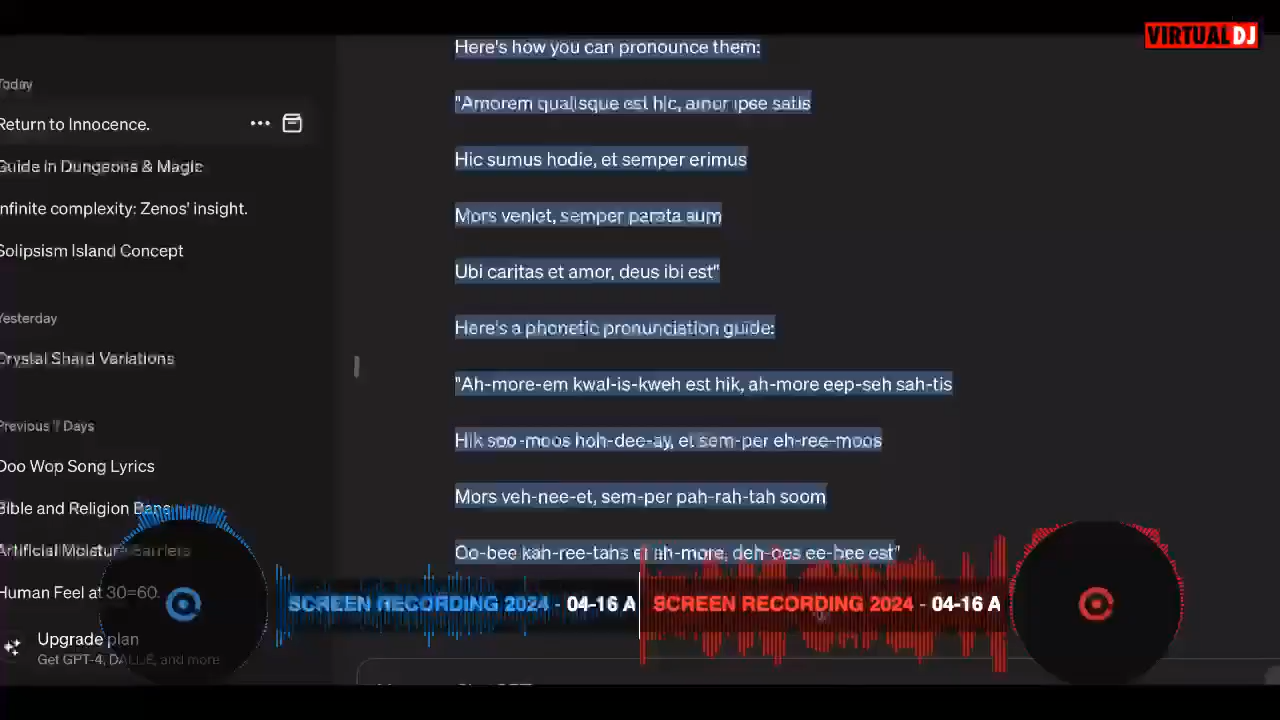 VIRTUAL DJ
Today
Return to Innocence.
Guide in Dungeons & Magic
Infinite complexity: Zenos' insight.
Solipsism Island Concept
Yesterday
Crystal Shard Variations
Previous 7 Days
Doo Wop Song Lyrics
Bible and Religion Bans
Artificial Moisture Barriers
Human Feel at 30=60.
Upgrade plan
Get GPT-4, DALL·E, and more
Here's how you can pronounce them:
"Amorem qualisque est hic, amor ipse satis
Hic sumus hodie, et semper erimus
Mors veniet, semper parata sum
Ubi caritas et amor, deus ibi est"
Here's a phonetic pronunciation guide:
"Ah-more-em kwal-is-kweh est hik, ah-more eep-seh sah-tis
Hik soo-moos hoh-dee-ay, et sem-per eh-ree-moos
Mors veh-nee-et, sem-per pah-rah-tah soom
Oo-bee kah-ree-tahs et ah-more, deh-oos ee-bee est"
SCREEN RECORDING 2024 - 04-16 A
SCREEN RECORDING 2024 - 04-16 A